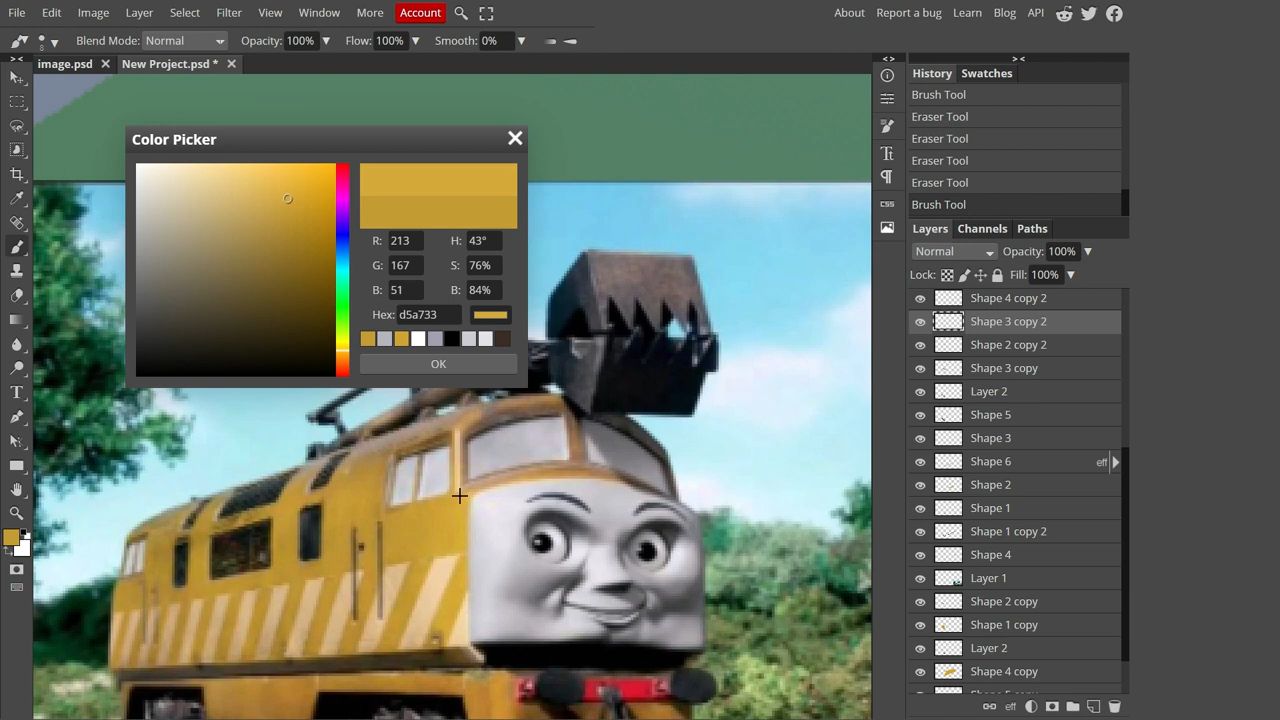 File Edit Image Layer Select Filter View Window More Account About Report a bug Learn Blog API
8 Blend Mode: Normal Opacity: 100% Flow: 100% Smooth: 0%
image.psd New Project.psd *
History Swatches
Brush Tool
Eraser Tool
Eraser Tool
Eraser Tool
Eraser Tool
Brush Tool
Color Picker
R: 213 H: 43°
G: 167 S: 76%
B: 51 B: 84%
Hex: d5a733
OK
CSS
Layers Channels Paths
Normal Opacity: 100%
Lock: Fill: 100%
Shape 4 copy 2
Shape 3 copy 2
Shape 2 copy 2
Shape 3 copy
Layer 2
Shape 5
Shape 3
Shape 6 eff
Shape 2
Shape 1
Shape 1 copy 2
Shape 4
Layer 1
Shape 2 copy
Shape 1 copy
Layer 2
Shape 4 copy
eff